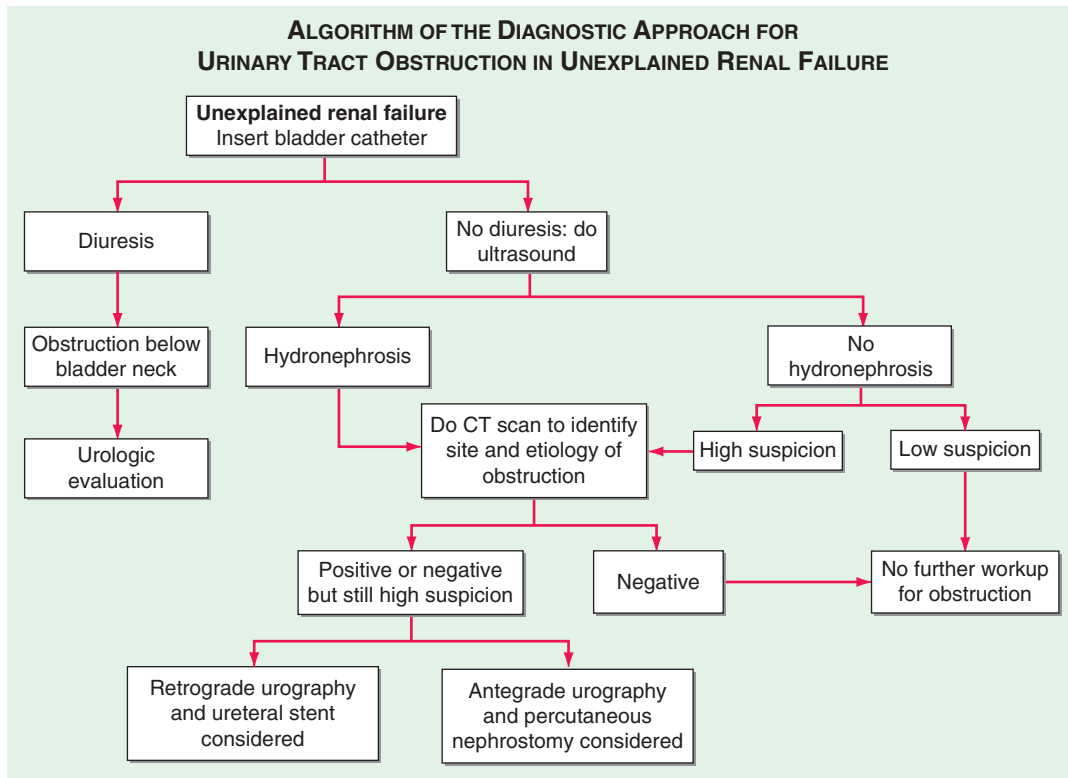 ALGORITHM OF THE DIAGNOSTIC APPROACH FOR
URINARY TRACT OBSTRUCTION IN UNEXPLAINED RENAL FAILURE
Unexplained renal failure
Insert bladder catheter
Diuresis
No diuresis: do
ultrasound
Obstruction below
bladder neck
Hydronephrosis
No
hydronephrosis
Urologic
evaluation
Do CT scan to identify
site and etiology of
obstruction
High suspicion
Low suspicion
Positive or negative
but still high suspicion
Negative
No further workup
for obstruction
Retrograde urography
and ureteral stent
considered
Antegrade urography
and percutaneous
nephrostomy considered